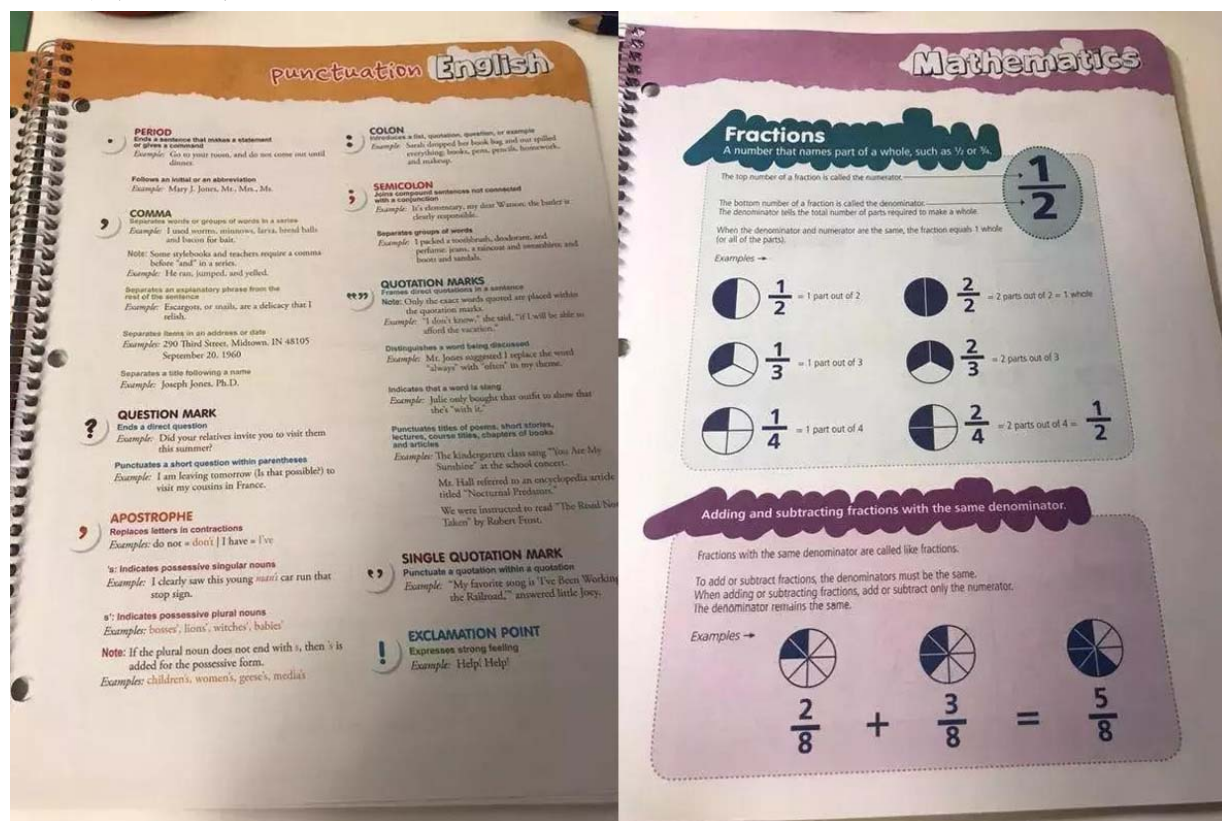 punctuation English
PERIOD
Ends a sentence that makes a statement
or gives a command
Example: Go to your room, and do not come out until
dinner.
Follows an initial or an abbreviation
Example: Mary J. Jones, Mr., Mrs., Ms.
COMMA
Separates words or groups of words in a series
Example: I used worms, minnows, larva, bread balls
and bacon for bait.
Note: Some stylebooks and teachers require a comma
before "and" in a series.
Example: He ran, jumped, and yelled.
Separates an explanatory phrase from the
rest of the sentence
Example: Escargots, or snails, are a delicacy that I
relish.
Separates items in an address or date
Examples: 290 Third Street, Midtown, IN 48105
September 20, 1960
Separates a title following a name
Example: Joseph Jones, Ph.D.
? QUESTION MARK
Ends a direct question
Example: Did your relatives invite you to visit them
this summer?
Punctuates a short question within parentheses
Example: I am leaving tomorrow (Is that possible?) to
visit my cousins in France.
APOSTROPHE
Replaces letters in contractions
Examples: do not = don't | I have = I've
's: Indicates possessive singular nouns
Example: I clearly saw this young man's car run that
stop sign.
s': Indicates possessive plural nouns
Examples: bosses', lions', witches', babies'
Note: If the plural noun does not end with s, then 's is
added for the possessive form.
Examples: children's, women's, geese's, media's
: COLON
Introduces a list, quotation, question, or example
Example: Sarah dropped her book bag and out spilled
everything: books, pens, pencils, homework,
and makeup.
; SEMICOLON
Joins compound sentences not connected
with a conjunction
Example: It's elementary, my dear Watson; the butler is
clearly responsible.
Separates groups of words
Example: I packed a toothbrush, deodorant, and
perfume; jeans, a raincoat and sweatshirt; and
boots and sandals.
QUOTATION MARKS
Frames direct quotations in a sentence
Note: Only the exact words quoted are placed within
the quotation marks.
Example: "I don't know," she said, "if I will be able to
afford the vacation."
Distinguishes a word being discussed
Example: Mr. Jones suggested I replace the word
"always" with "often" in my theme.
Indicates that a word is slang
Example: Julie only bought that outfit to show that
she's "with it."
Punctuates titles of poems, short stories,
lectures, course titles, chapters of books
and articles
Examples: The kindergarten class sang "You Are My
Sunshine" at the school concert.
Mr. Hall referred to an encyclopedia article
titled "Nocturnal Predators."
We were instructed to read "The Road Not
Taken" by Robert Frost.
SINGLE QUOTATION MARK
Punctuate a quotation within a quotation
Example: "My favorite song is 'I've Been Working
the Railroad,'" answered little Joey.
! EXCLAMATION POINT
Expresses strong feeling
Example: Help! Help!
Mathematics
Fractions
A number that names part of a whole, such as ½ or ¾.
The top number of a fraction is called the numerator.
The bottom number of a fraction is called the denominator.
The denominator tells the total number of parts required to make a whole.
1
2
When the denominator and numerator are the same, the fraction equals 1 whole
(or all of the parts).
Examples →
1/2 = 1 part out of 2
2/2 = 2 parts out of 2 = 1 whole
1/3 = 1 part out of 3
2/3 = 2 parts out of 3
1/4 = 1 part out of 4
2/4 = 2 parts out of 4 = 1/2
Adding and subtracting fractions with the same denominator.
Fractions with the same denominator are called like fractions.
To add or subtract fractions, the denominators must be the same.
When adding or subtracting fractions, add or subtract only the numerator.
The denominator remains the same.
Examples →
2/8 + 3/8 = 5/8